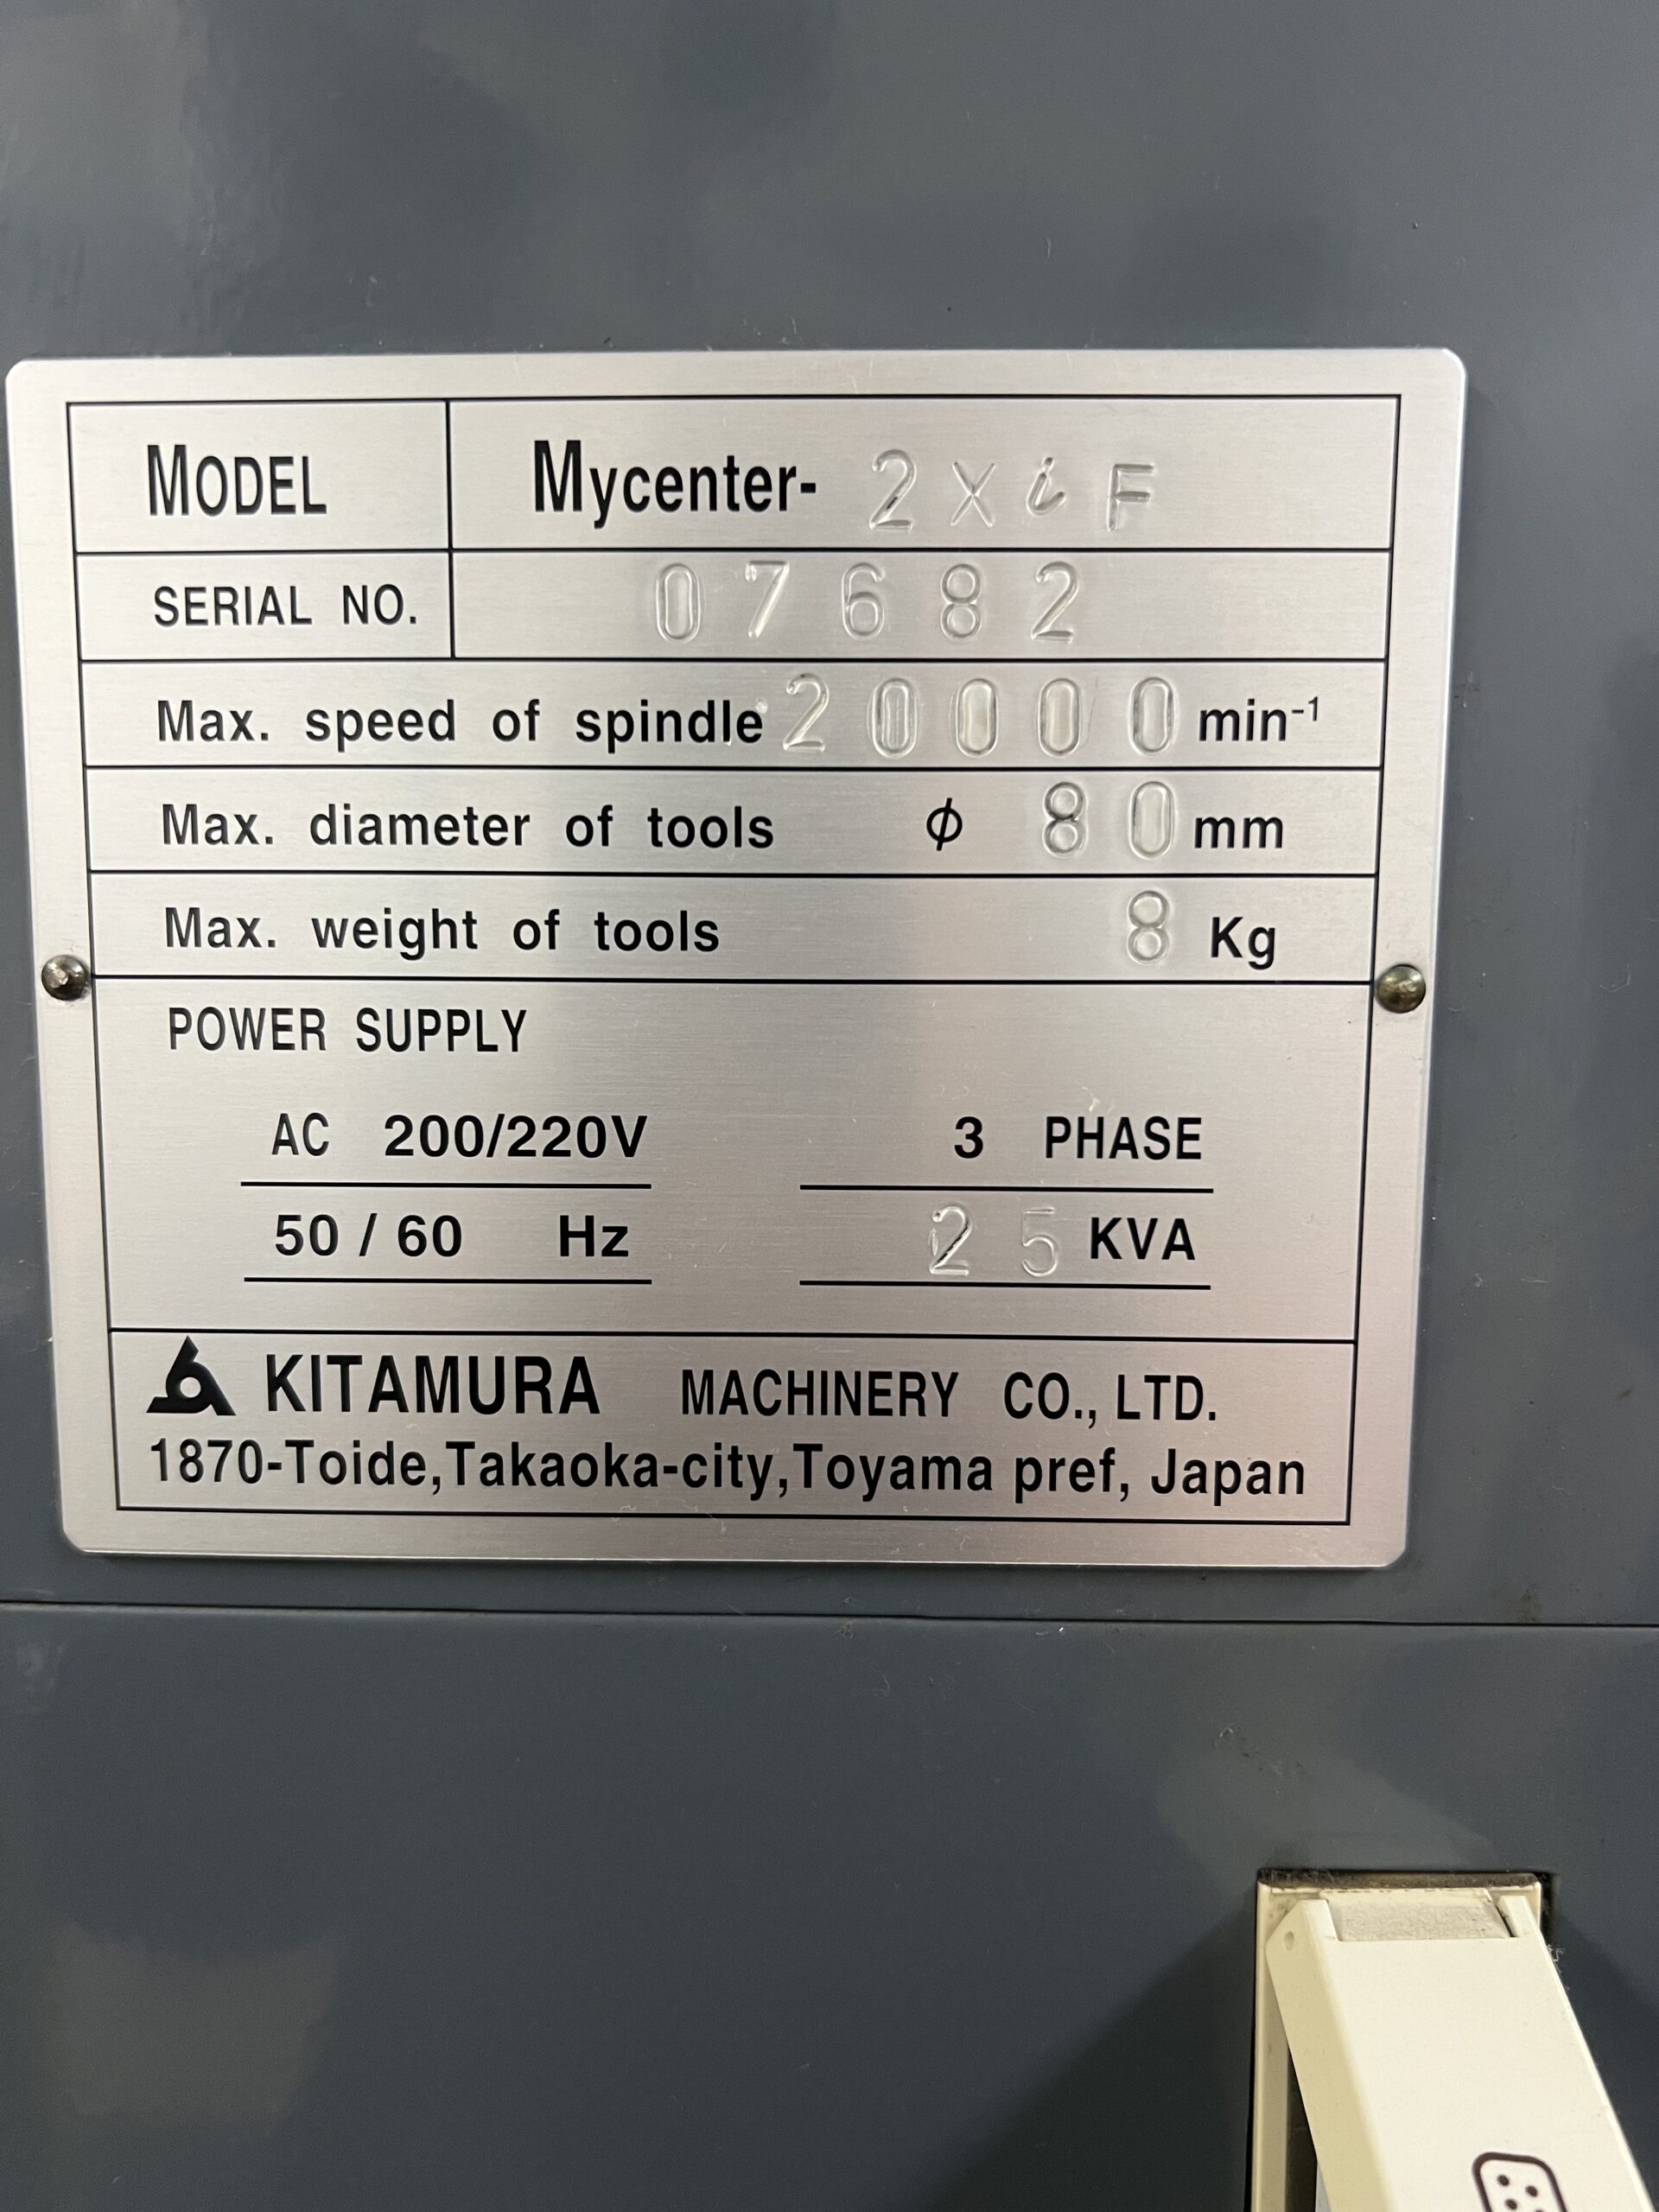 MODEL Mycenter- 2XiF
SERIAL NO. 07682
Max. speed of spindle 20000 min⁻¹
Max. diameter of tools ϕ 80 mm
Max. weight of tools 8 Kg
POWER SUPPLY
AC 200/220V 3 PHASE
50 / 60 Hz 25 KVA
KITAMURA MACHINERY CO., LTD.
1870-Toide,Takaoka-city,Toyama pref, Japan